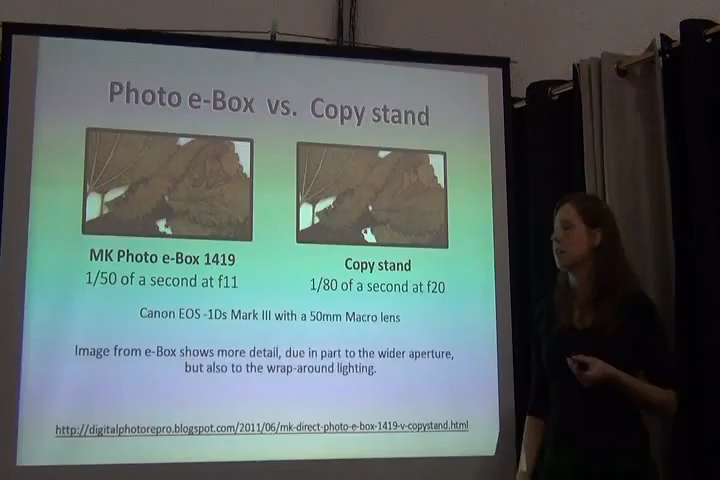 Photo e-Box vs. Copy stand
MK Photo e-Box 1419
1/50 of a second at f11
Copy stand
1/80 of a second at f20
Canon EOS -1Ds Mark III with a 50mm Macro lens
Image from e-Box shows more detail, due in part to the wider aperture,
but also to the wrap-around lighting.
http://digitalphotorepro.blogspot.com/2011/06/mk-direct-photo-e-box-1419-v-copystand.html